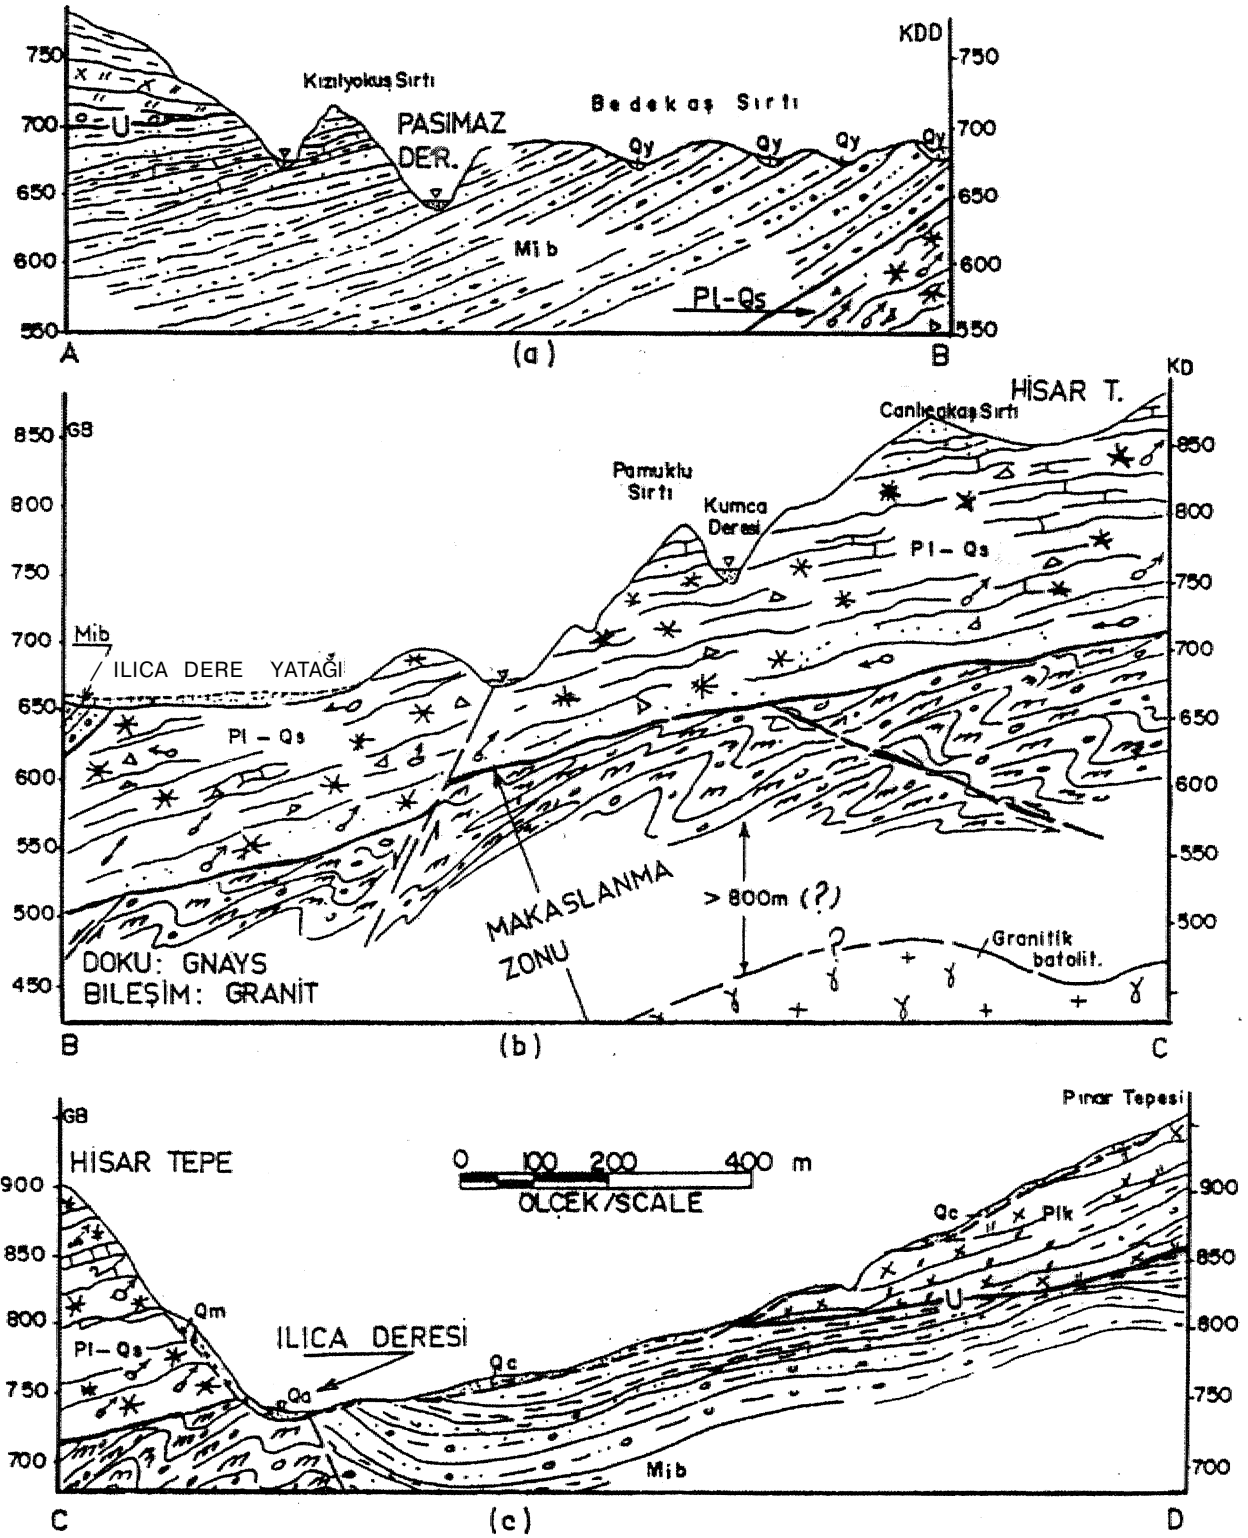 KDD
750
750
Kızılyokuş Sırtı
Bedekaş Sırtı
700
U
PASIMAZ
DER.
Qy
Qy
Qy
Qy
700
650
650
Mib
600
600
Pl-Qs
550
550
A
(a)
B
KD
HİSAR T.
Canlıcakaş Sırtı
850
GB
850
Pamuklu
Sırtı
Kumca
Deresi
800
800
Pl-Qs
750
750
Mib
700
700
ILICA DERE YATAĞI
650
650
Pl-Qs
600
600
550
550
MAKASLANMA
ZONU
>800m (?)
500
500
?
Granitik
batolit.
DOKU: GNAYS
BİLEŞİM: GRANİT
450
B
(b)
C
Pınar Tepesi
GB
HİSAR TEPE
0 100 200 400 m
ÖLÇEK/SCALE
900
900
Qc
Plk
850
850
U
Qm
800
800
ILICA DERESİ
Pl-Qs
Qc
750
Qa
750
700
700
Mib
C
(c)
D